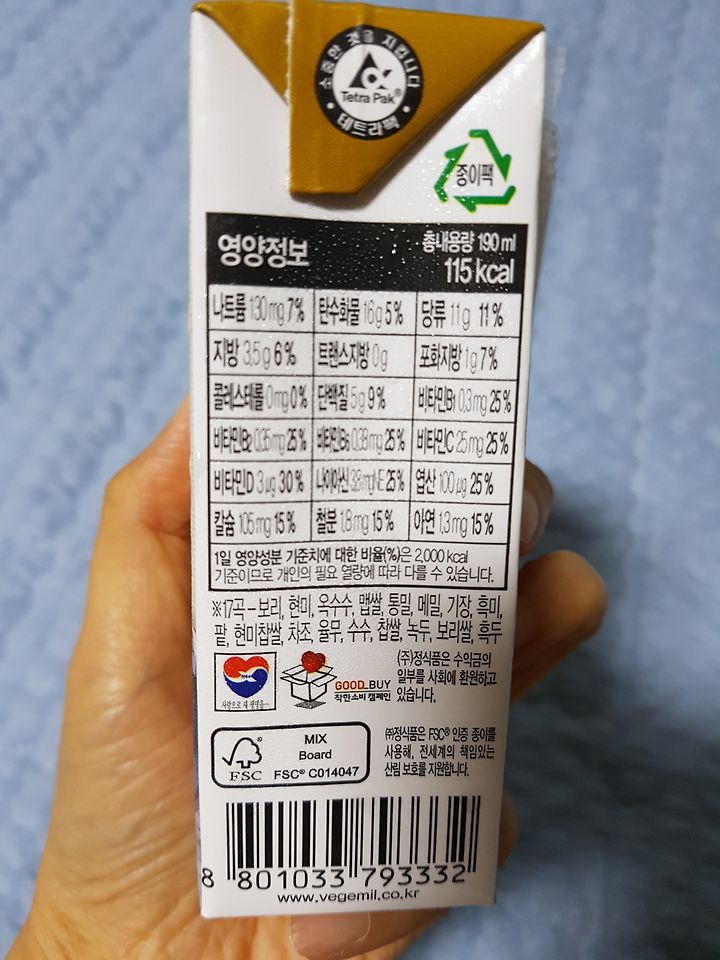 소중한 것을 지킵니다
Tetra Pak®
• 테트라팩 •
종이팩
영양정보
총내용량 190 ml
115 kcal
나트륨 130 mg 7% 탄수화물 16 g 5% 당류 11 g 11%
지방 3.5 g 6% 트랜스지방 0 g 포화지방 1 g 7%
콜레스테롤 0 mg 0% 단백질 5 g 9% 비타민B1 0.3 mg 25%
비타민B2 0.35 mg 25% 비타민B6 0.38 mg 25% 비타민C 25 mg 25%
비타민D 3 μg 30% 나이아신 3.8 mgNE 25% 엽산 100 μg 25%
칼슘 105 mg 15% 철분 1.8 mg 15% 아연 1.3 mg 15%
1일 영양성분 기준치에 대한 비율(%)은 2,000 kcal
기준이므로 개인의 필요 열량에 따라 다를 수 있습니다.
※17곡 – 보리, 현미, 옥수수, 맵쌀, 통밀, 메밀, 기장, 흑미,
팥, 현미찹쌀, 차조, 율무, 수수, 찹쌀, 녹두, 보리쌀, 흑두
GOOD_BUY
착한소비 캠페인
(주)정식품은 수익금의
일부를 사회에 환원하고
있습니다.
FSC®
MIX
Board
FSC® C014047
㈜정식품은 FSC® 인증 종이를
사용해, 전세계의 책임있는
산림 보호를 지원합니다.
8 801033 793332
www.vegemil.co.kr